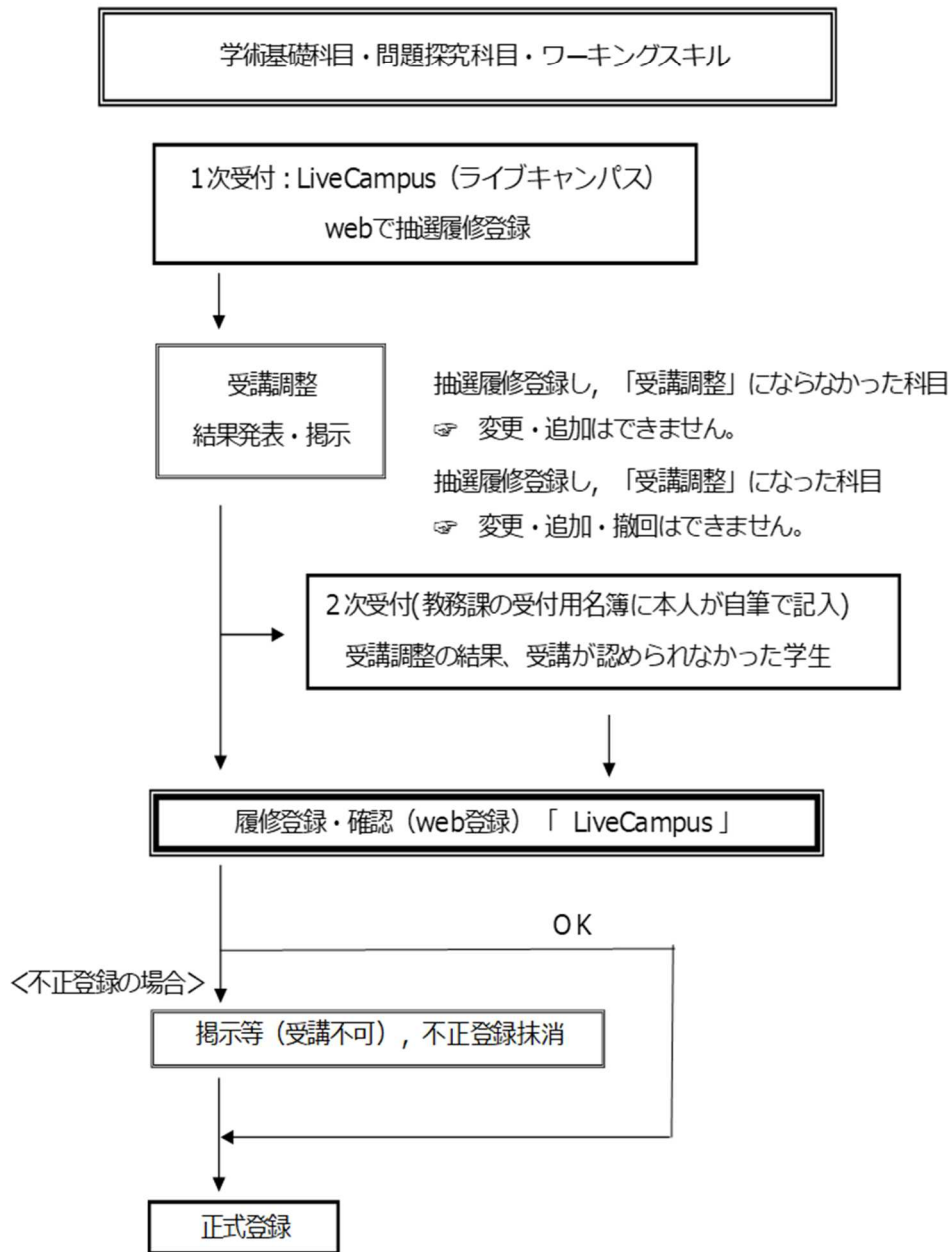 学術基礎科目・問題探究科目・ワーキングスキル
1次受付：LiveCampus（ライブキャンパス）
webで抽選履修登録
受講調整
結果発表・掲示
抽選履修登録し，「受講調整」にならなかった科目
☞　変更・追加はできません。
抽選履修登録し，「受講調整」になった科目
☞　変更・追加・撤回はできません。
2次受付(教務課の受付用名簿に本人が自筆で記入)
受講調整の結果、受講が認められなかった学生
履修登録・確認（web登録）「 LiveCampus 」
OK
＜不正登録の場合＞
掲示等（受講不可），不正登録抹消
正式登録